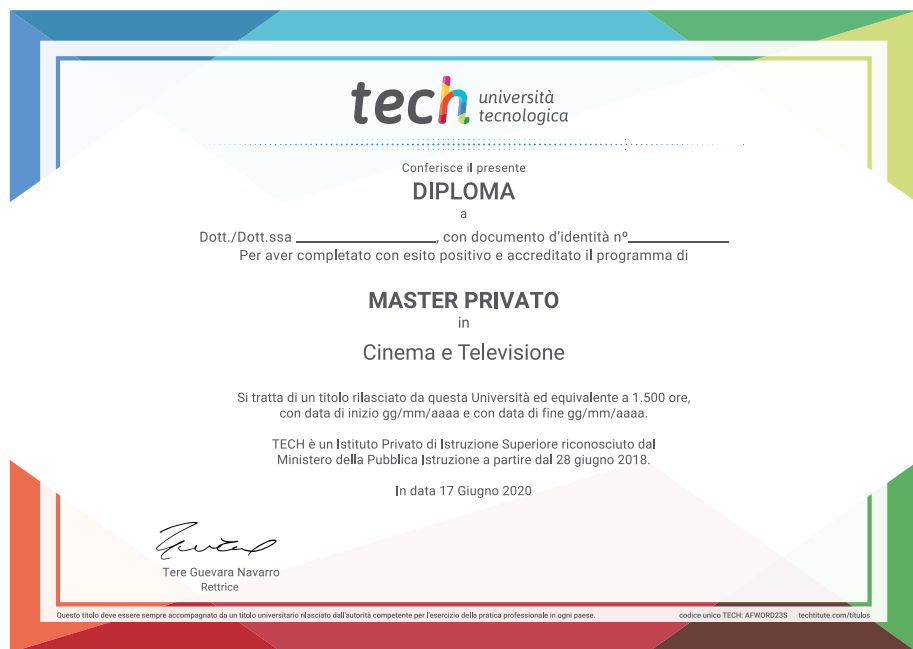 tech università
tecnologica
Conferisce il presente
DIPLOMA
a
Dott./Dott.ssa ________________, con documento d'identità nº____________
Per aver completato con esito positivo e accreditato il programma di
MASTER PRIVATO
in
Cinema e Televisione
Si tratta di un titolo rilasciato da questa Università ed equivalente a 1.500 ore,
con data di inizio gg/mm/aaaa e con data di fine gg/mm/aaaa.
TECH è un Istituto Privato di Istruzione Superiore riconosciuto dal
Ministero della Pubblica Istruzione a partire dal 28 giugno 2018.
In data 17 Giugno 2020
Tere Guevara Navarro
Rettrice
Questo titolo deve essere sempre accompagnato da un titolo universitario rilasciato dall'autorità competente per l'esercizio della pratica professionale in ogni paese. codice unico TECH: AFWORD23S techtitute.com/títulos